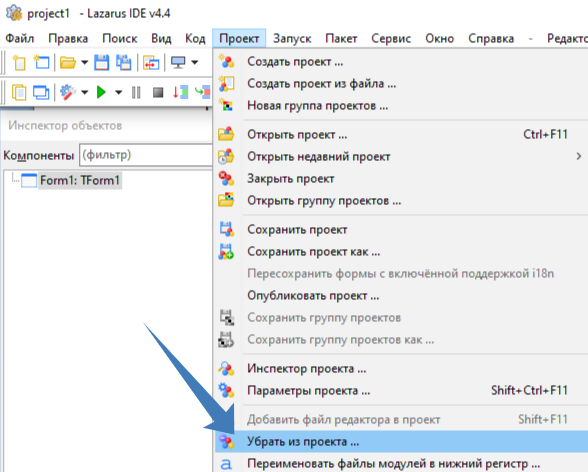 project1 - Lazarus IDE v4.4
Файл Правка Поиск Вид Код Проект Запуск Пакет Сервис Окно Справка - Редакто
Инспектор объектов
Компоненты (фильтр)
Form1: TForm1
Создать проект ...
Создать проект из файла ...
Новая группа проектов ...
Открыть проект ... Ctrl+F11
Открыть недавний проект
Закрыть проект
Открыть группу проектов ...
Сохранить проект
Сохранить проект как ...
Пересохранить формы с включённой поддержкой i18n
Опубликовать проект ...
Сохранить группу проектов
Сохранить группу проектов как ...
Инспектор проекта ...
Параметры проекта ... Shift+Ctrl+F11
Добавить файл редактора в проект Shift+F11
Убрать из проекта ...
Переименовать файлы модулей в нижний регистр ...